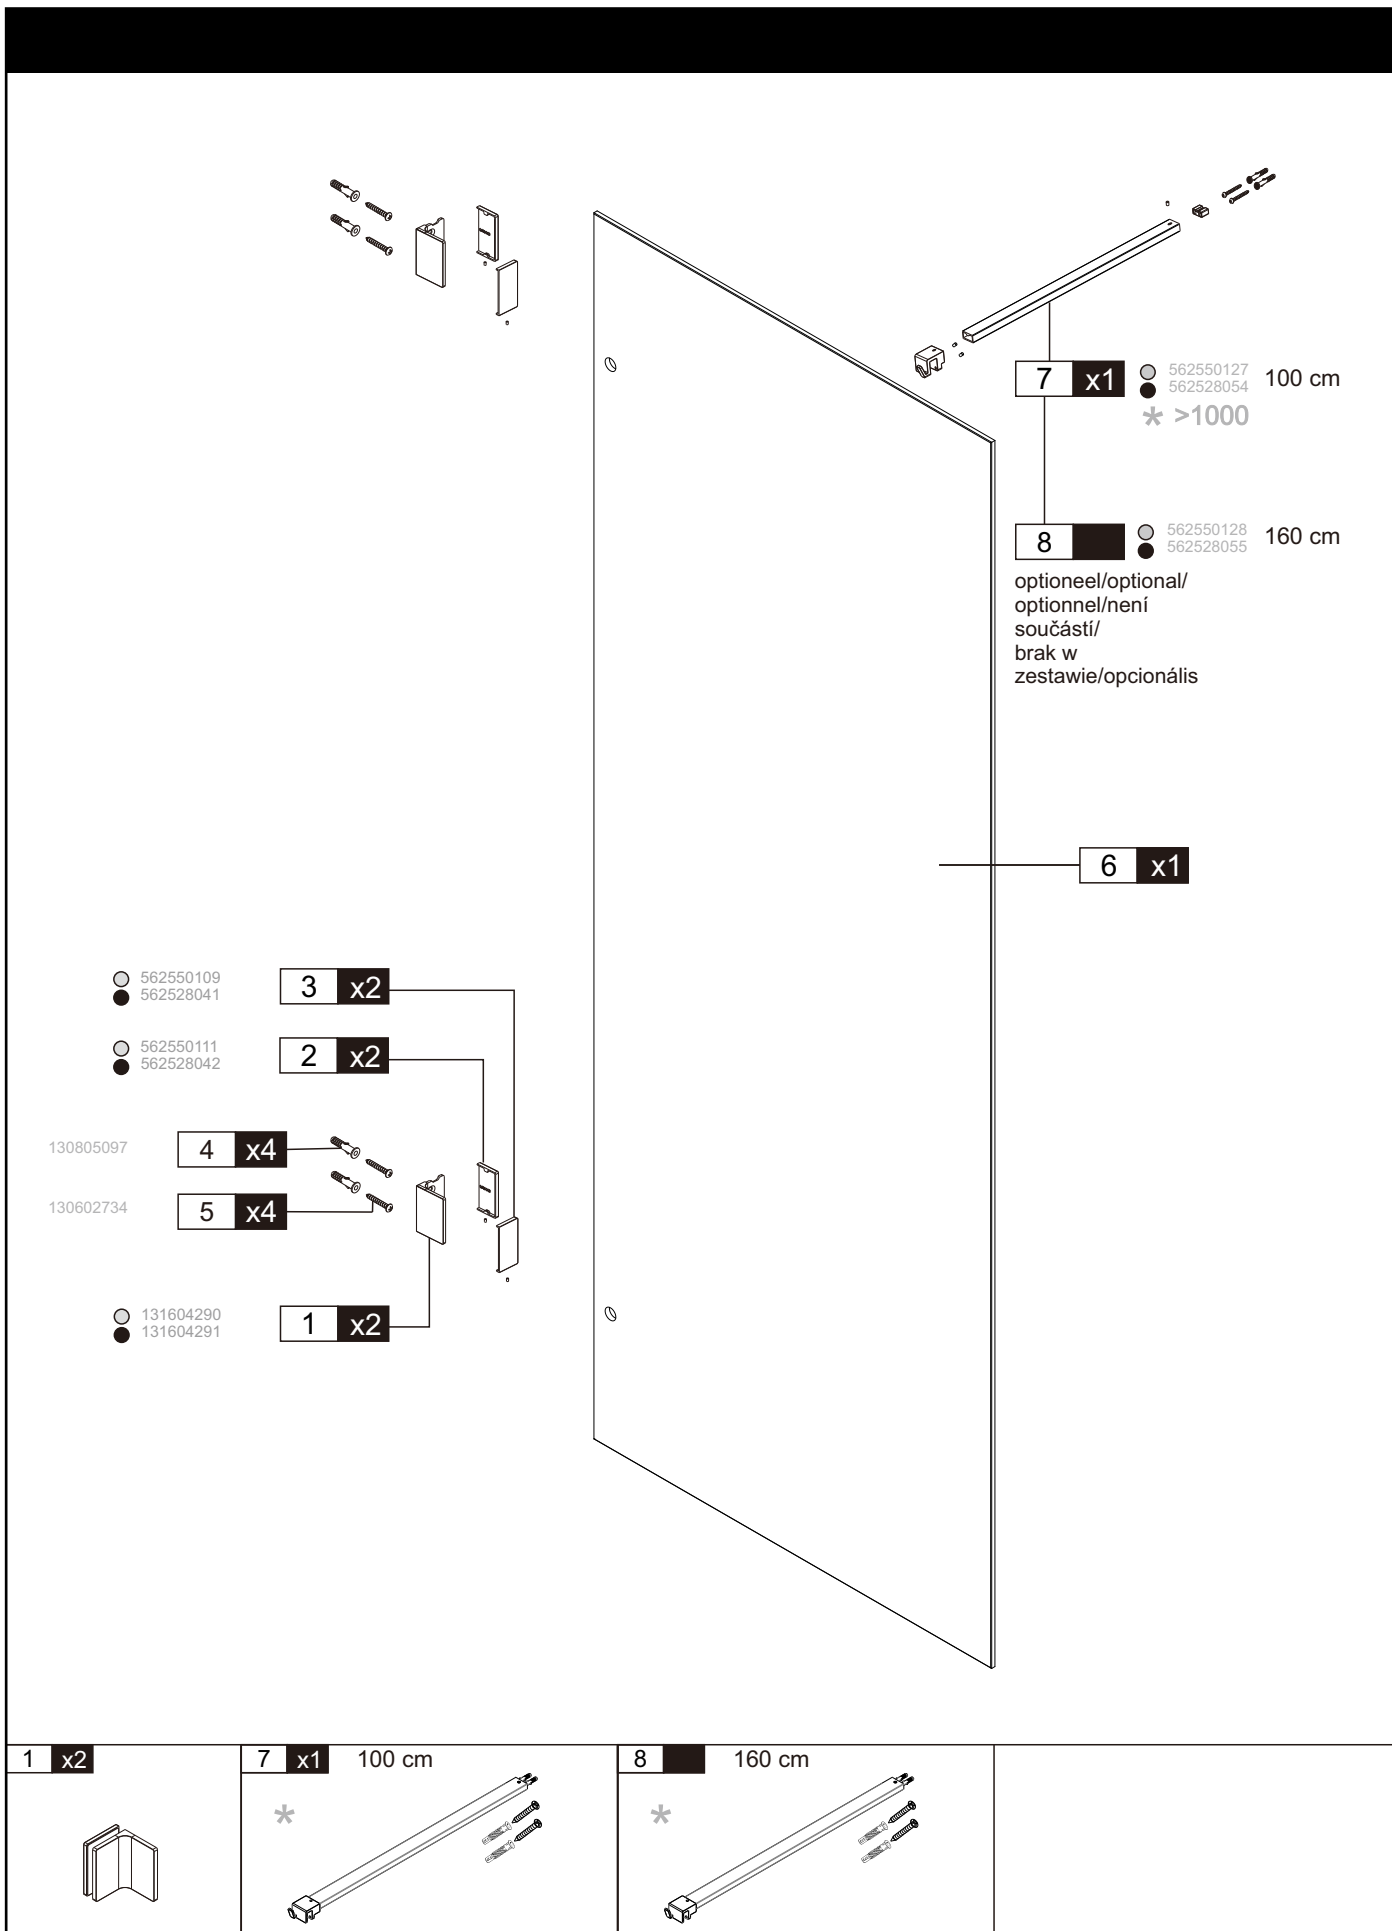 7 x1 562550127 100 cm
562528054
* >1000
8 562550128 160 cm
562528055
optioneel/optional/
optionnel/není
součástí/
brak w
zestawie/opcionális
6 x1
562550109 3 x2
562528041
562550111 2 x2
562528042
130805097 4 x4
130602734 5 x4
131604290 1 x2
131604291
1 x2 7 x1 100 cm 8 160 cm
* *